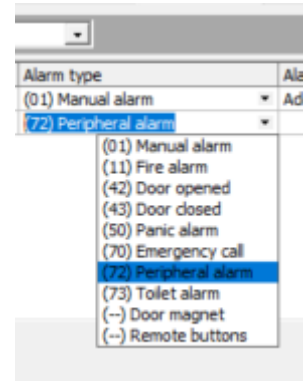 Alarm type Ala
(01) Manual alarm Ad
(72) Peripheral alarm
(01) Manual alarm
(11) Fire alarm
(42) Door opened
(43) Door closed
(50) Panic alarm
(70) Emergency call
(72) Peripheral alarm
(73) Toilet alarm
(--) Door magnet
(--) Remote buttons